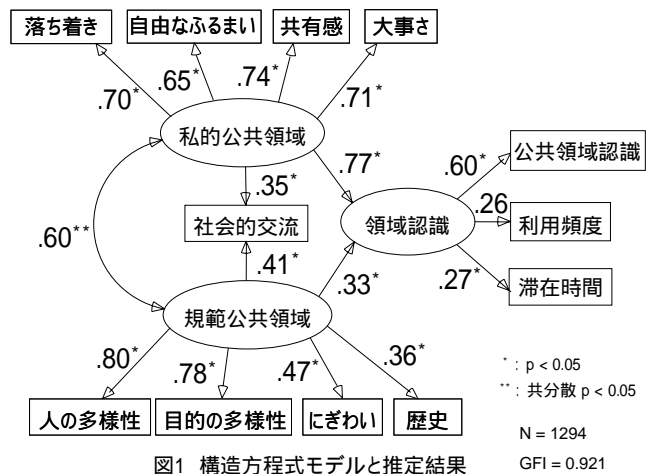 落ち着き 自由なふるまい 共有感 大事さ
.70* .65* .74* .71*
私的公共領域
.77* .60* 公共領域認識
.35*
社会的交流 領域認識 .26 利用頻度
.60**
.41* .33* .27* 滞在時間
規範公共領域
.80* .78* .47* .36*
* : p < 0.05
** : 共分散 p < 0.05
人の多様性 目的の多様性 にぎわい 歴史
N = 1294
図1 構造方程式モデルと推定結果 GFI = 0.921